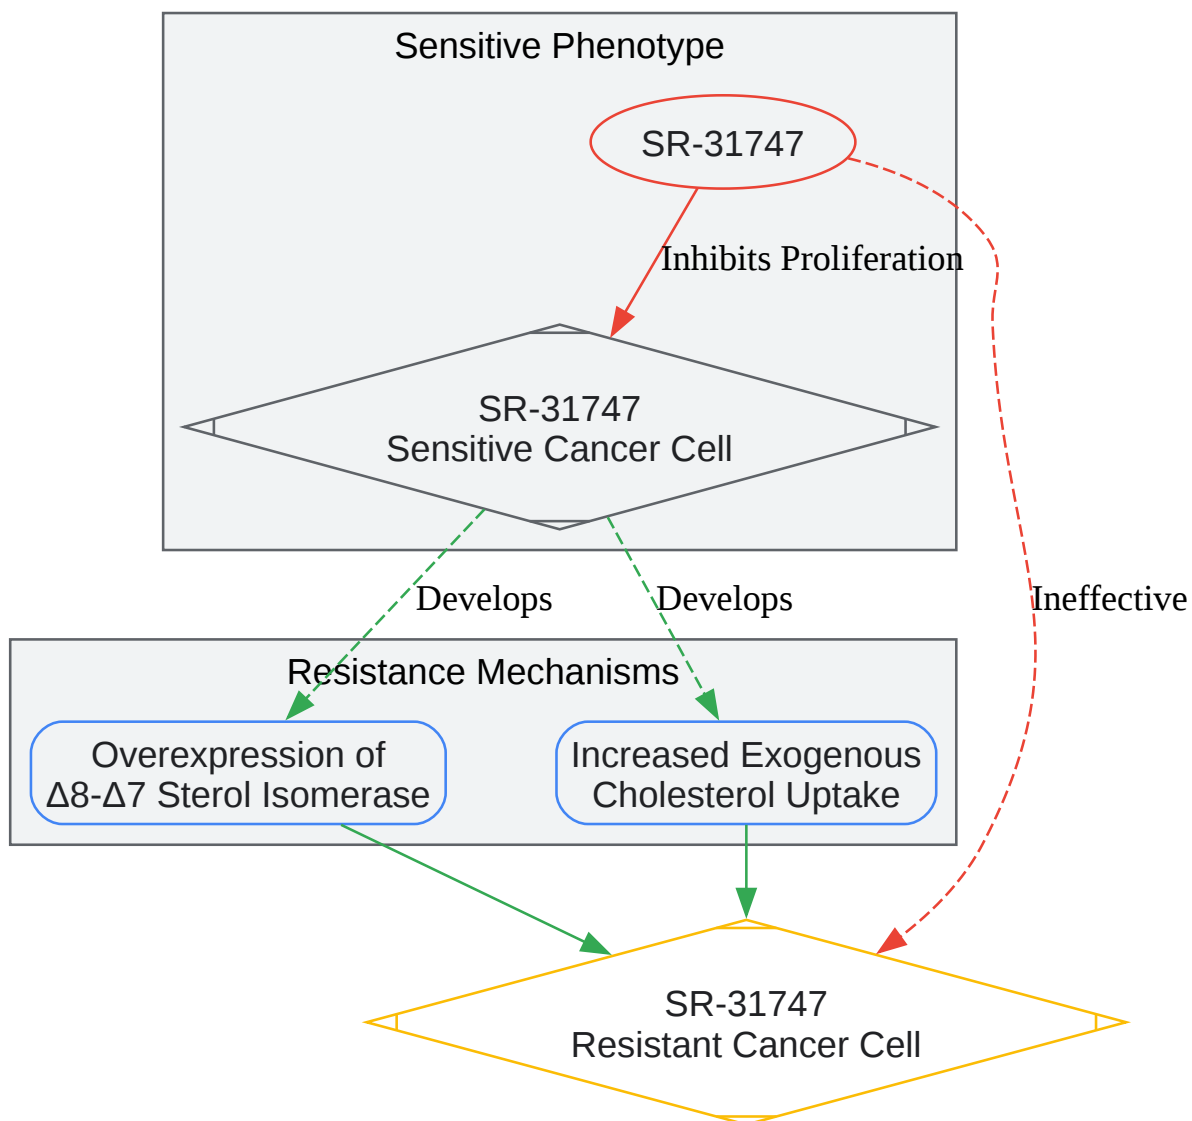 Sensitive Phenotype
SR-31747
Inhibits Proliferation
SR-31747
Sensitive Cancer Cell
Develops
Develops
Ineffective
Resistance Mechanisms
Overexpression of
Δ8-Δ7 Sterol Isomerase
Increased Exogenous
Cholesterol Uptake
SR-31747
Resistant Cancer Cell